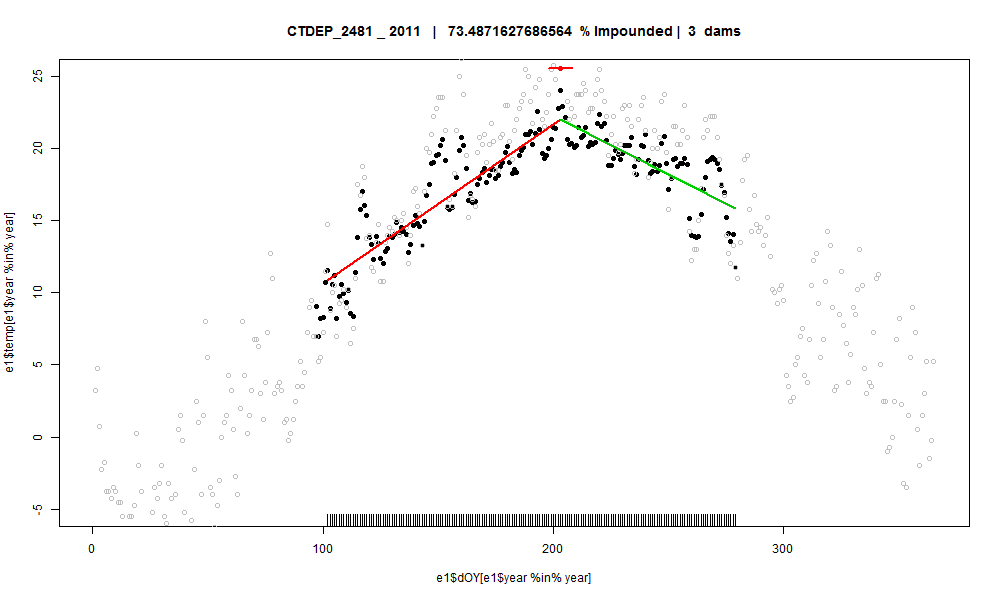 CTDEP_2481 _ 2011 | 73.4871627686564 % Impounded | 3 dams
25
20
15
10
5
0
-5
e1$temp[e1$year %in% year]
0 100 200 300
e1$dOY[e1$year %in% year]